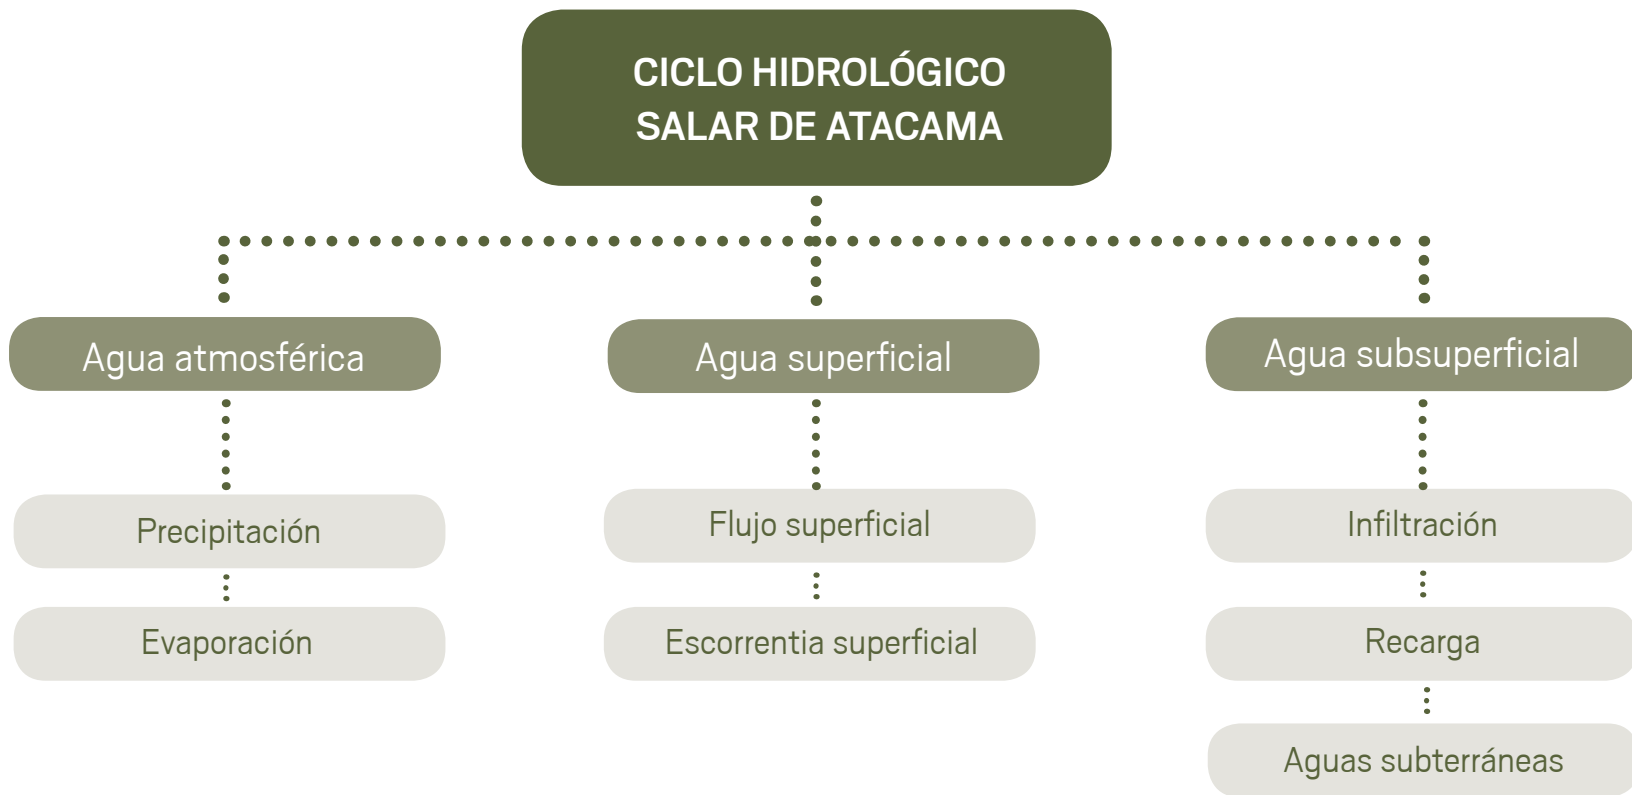 CICLO HIDROLÓGICO
SALAR DE ATACAMA
Agua atmosférica
Agua superficial
Agua subsuperficial
Precipitación
Flujo superficial
Infiltración
Evaporación
Escorrentia superficial
Recarga
Aguas subterráneas